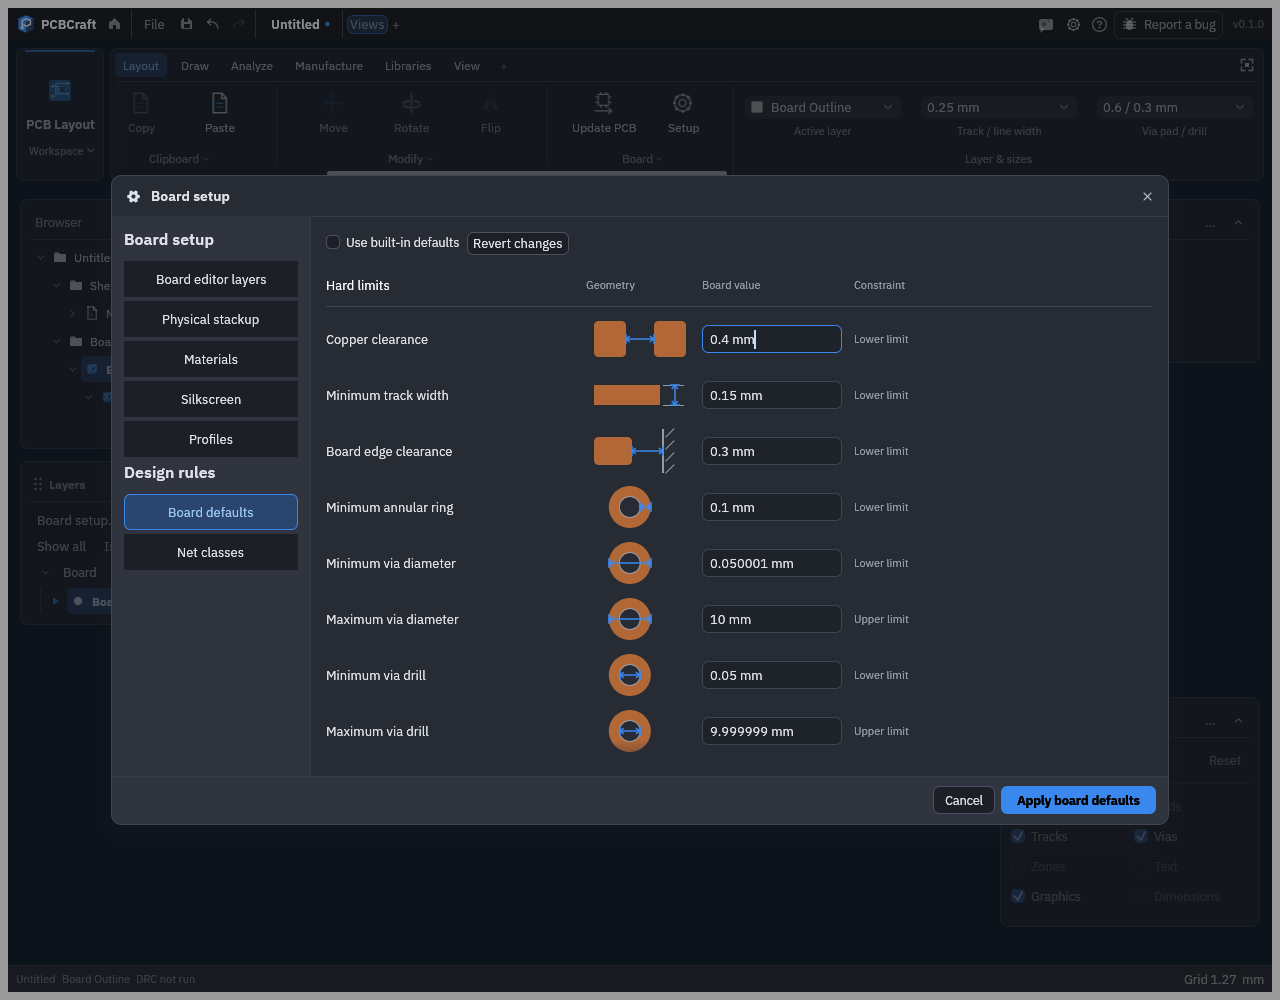 PCBCraft File Untitled Views + Report a bug v0.1.0
Layout Draw Analyze Manufacture Libraries View +
PCB Layout
Workspace
Copy Paste Move Rotate Flip Update PCB Setup
Board Outline 0.25 mm 0.6 / 0.3 mm
Active layer Track / line width Via pad / drill
Clipboard Modify Board Layer & sizes
Browser
Untitle
She
Boa
Layers
Board setup.
Show all
Board
Boa
Board setup
Board setup
Board editor layers
Physical stackup
Materials
Silkscreen
Profiles
Design rules
Board defaults
Net classes
Use built-in defaults Revert changes
Hard limits Geometry Board value Constraint
Copper clearance 0.4 mm Lower limit
Minimum track width 0.15 mm Lower limit
Board edge clearance 0.3 mm Lower limit
Minimum annular ring 0.1 mm Lower limit
Minimum via diameter 0.050001 mm Lower limit
Maximum via diameter 10 mm Upper limit
Minimum via drill 0.05 mm Lower limit
Maximum via drill 9.999999 mm Upper limit
Cancel Apply board defaults
...
...
Reset
Tracks Vias
Zones Text
Graphics Dimensions
Untitled Board Outline DRC not run Grid 1.27 mm